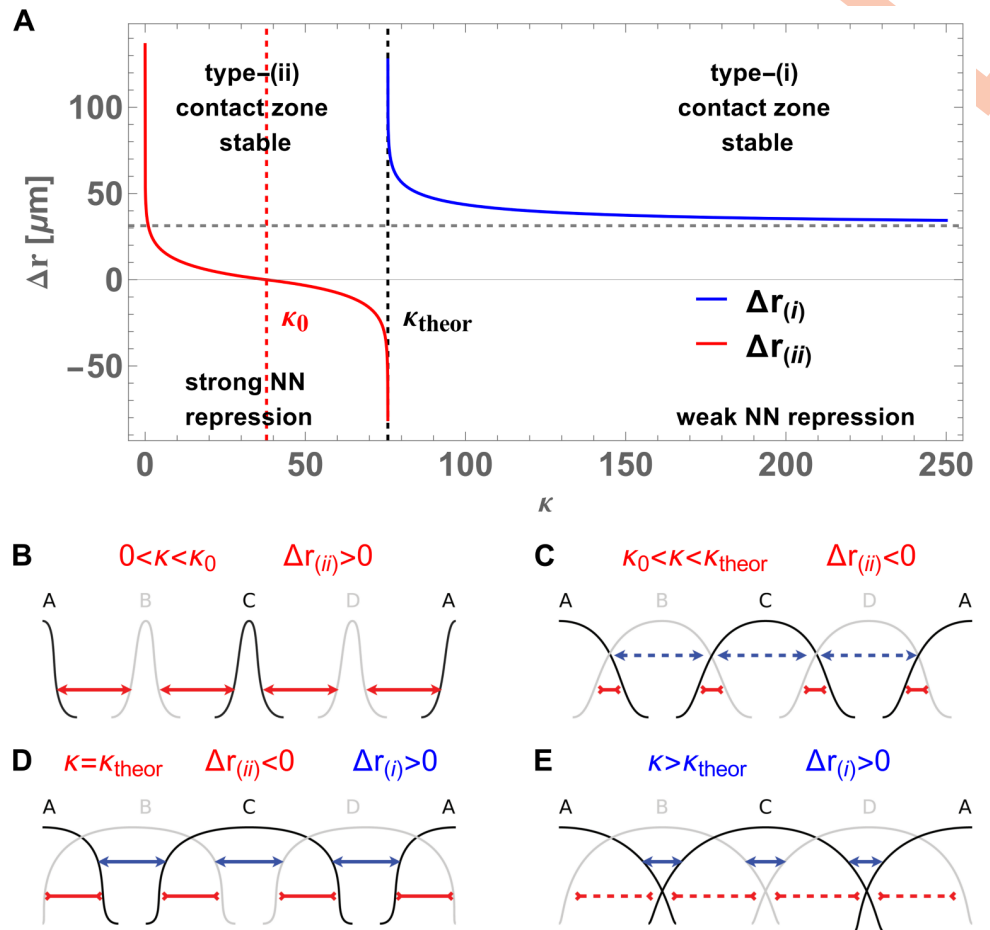 A
type-(ii)
contact zone
stable
type-(i)
contact zone
stable
100
50
0
-50
Δr [μm]
κ₀
κtheor
Δr(i)
Δr(ii)
strong NN
repression
weak NN repression
0
50
100
150
200
250
κ
B
0<κ<κ₀ Δr(ii)>0
A B C D A
C
κ₀<κ<κtheor Δr(ii)<0
A B C D A
D
κ=κtheor Δr(ii)<0 Δr(i)>0
A B C D A
E
κ>κtheor Δr(i)>0
A B C D A